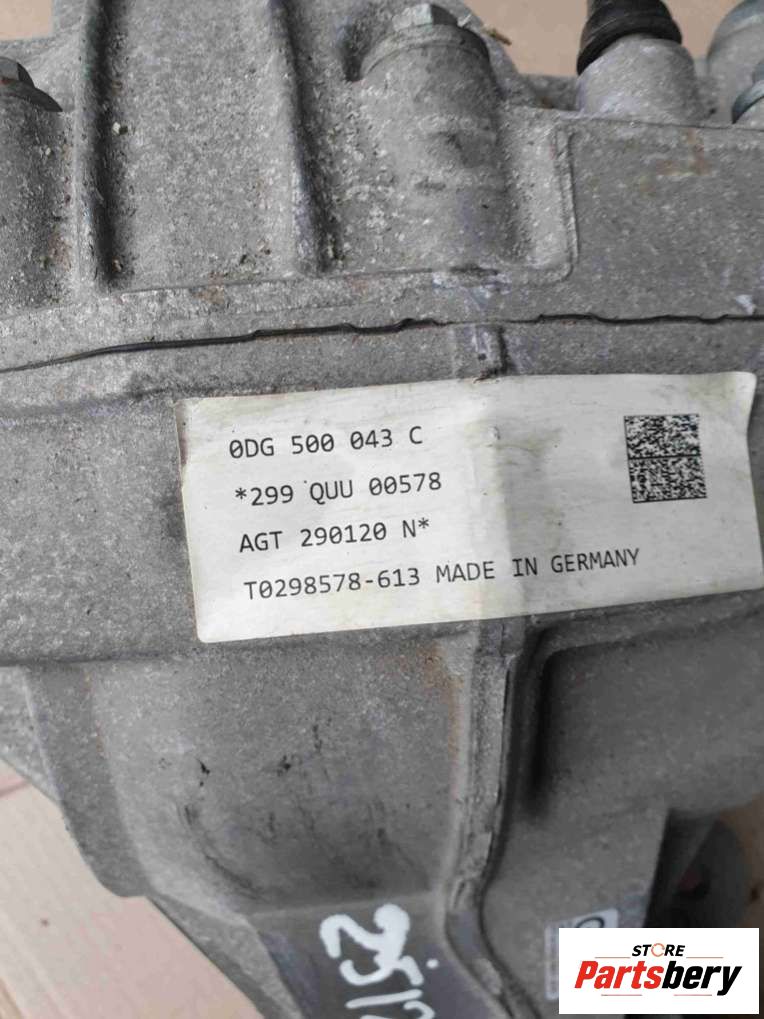 0DG 500 043 C
*299 QUU 00578
AGT 290120 N*
T0298578-613 MADE IN GERMANY
STORE
Partsbery